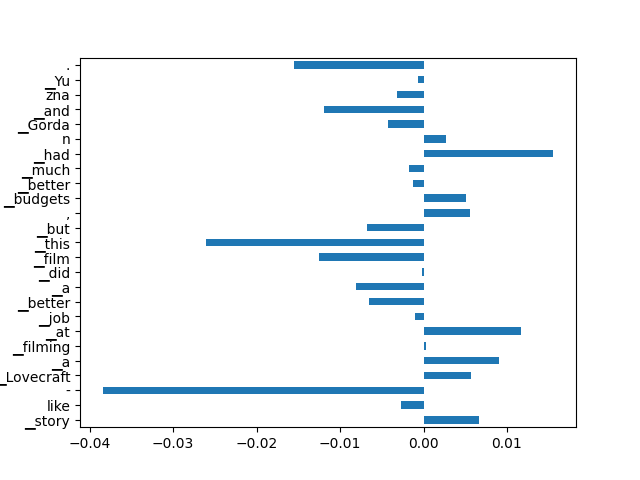 .
_Yu
zna
_and
_Gorda
n
_had
_much
_better
_budgets
,
_but
_this
_film
_did
_a
_better
_job
_at
_filming
_a
_Lovecraft
-
like
_story
−0.04 −0.03 −0.02 −0.01 0.00 0.01